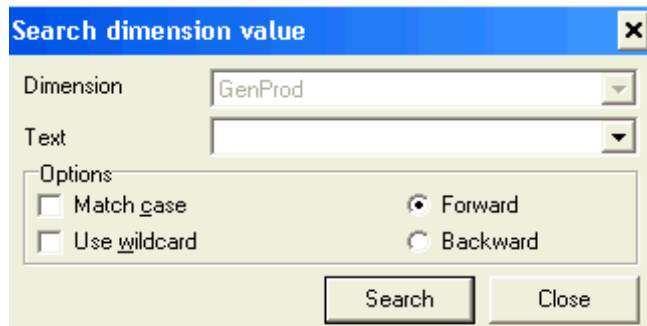 Search dimension value
Dimension GenProd
Text
Options
Match case Forward
Use wildcard Backward
Search Close